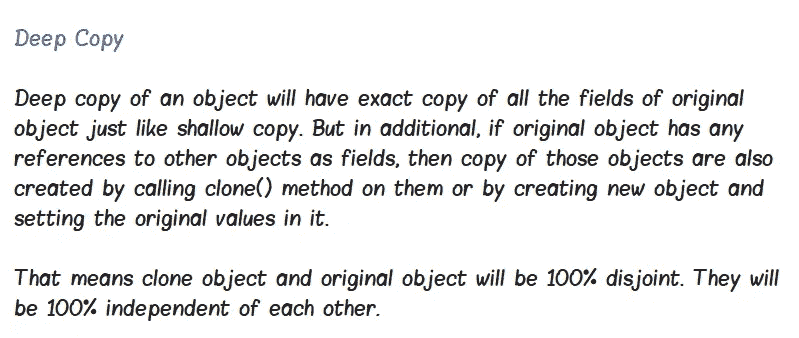 Deep Copy
Deep copy of an object will have exact copy of all the fields of original
object just like shallow copy. But in additional, if original object has any
references to other objects as fields, then copy of those objects are also
created by calling clone() method on them or by creating new object and
setting the original values in it.
That means clone object and original object will be 100% disjoint. They will
be 100% independent of each other.